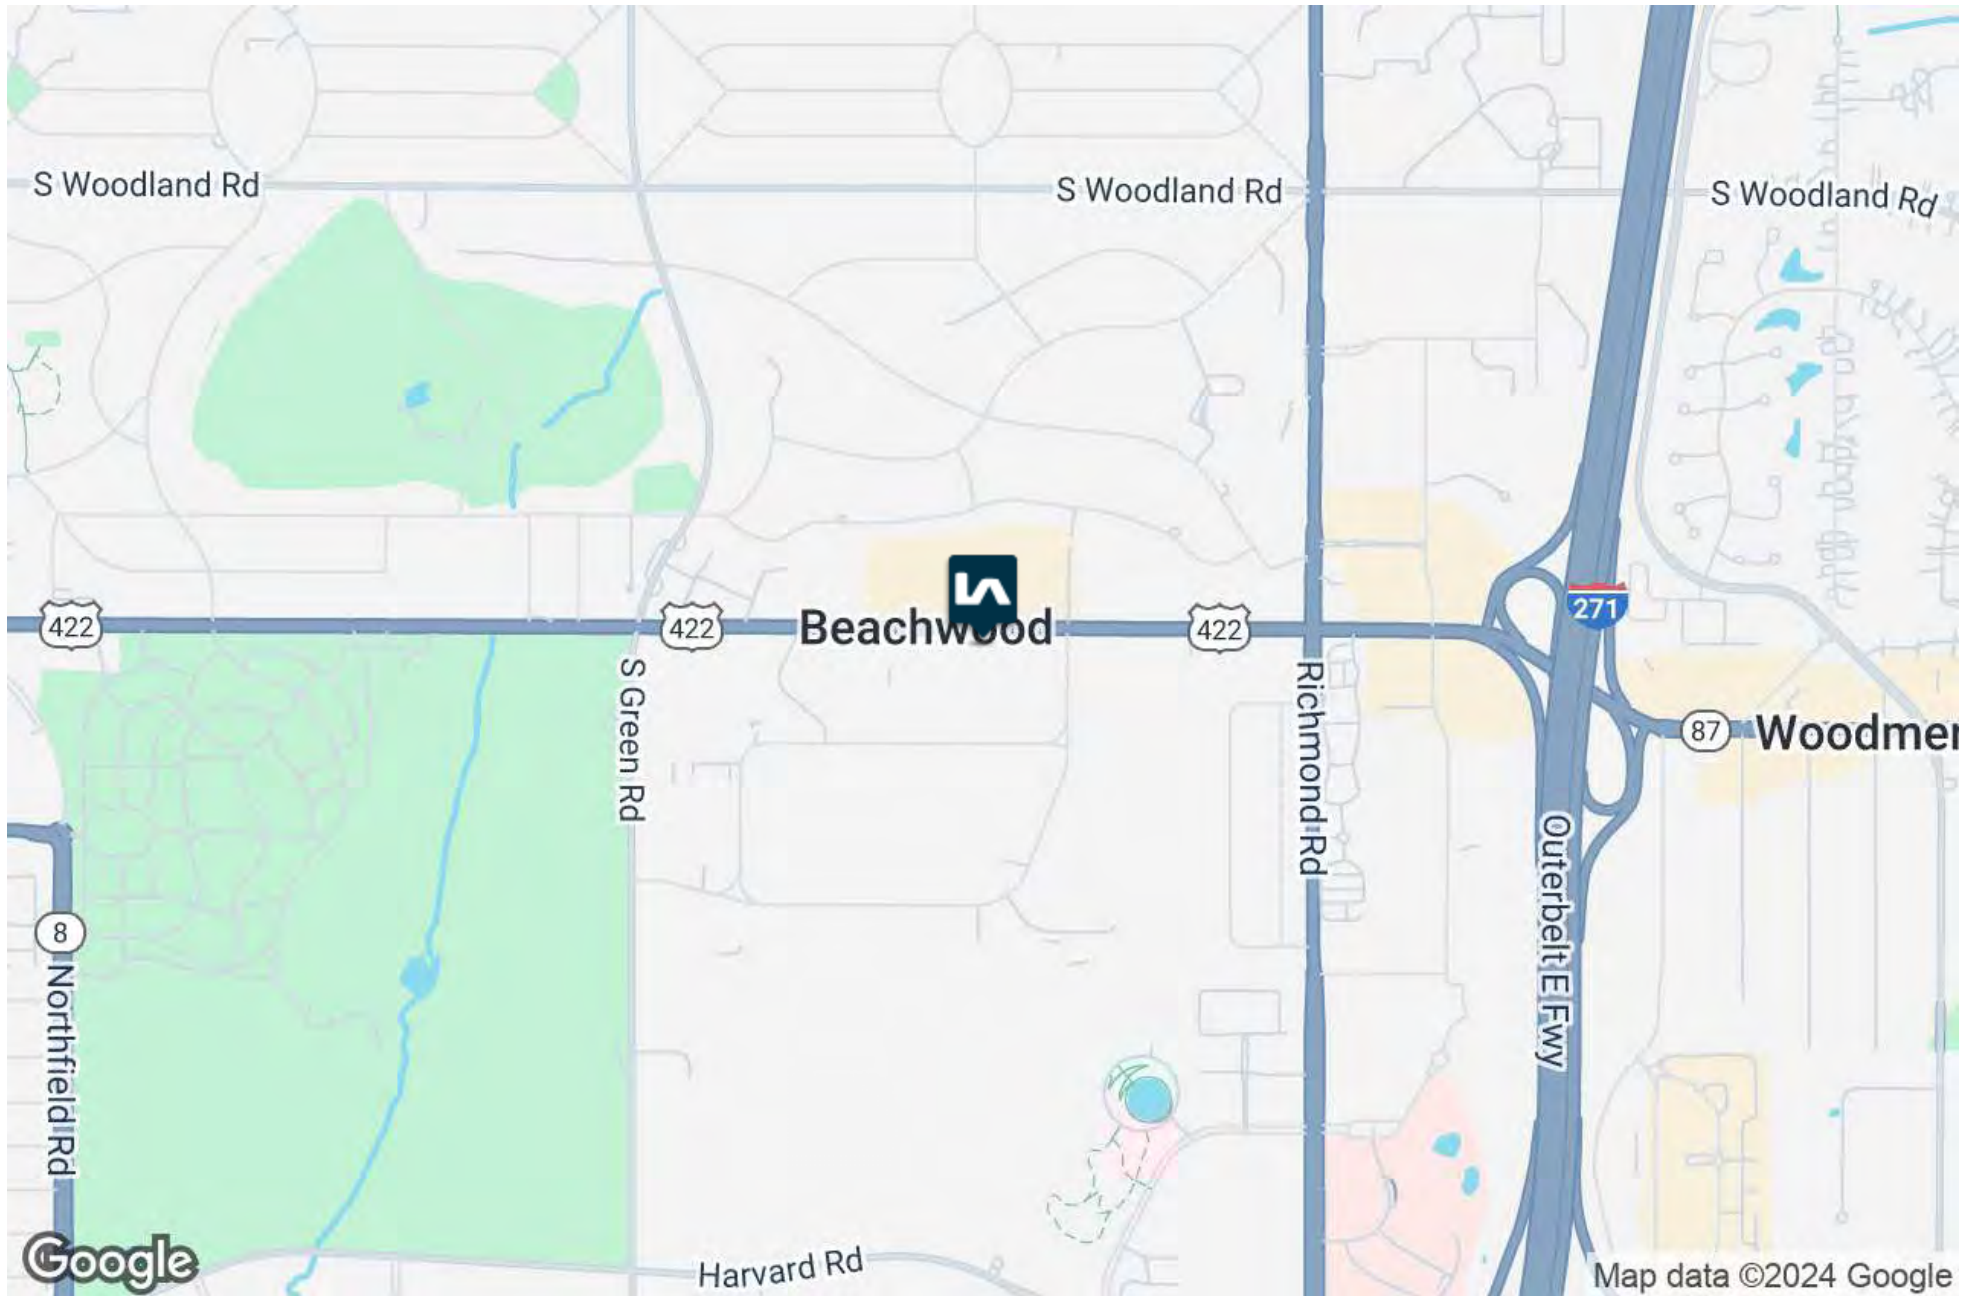 S Woodland Rd
S Woodland Rd
S Woodland Rd
422
Beachwood
422
422
271
S Green Rd
Richmond Rd
87
Woodmer
Outerbelt E Fwy
8
Northfield Rd
Harvard Rd
Google
Map data ©2024 Google